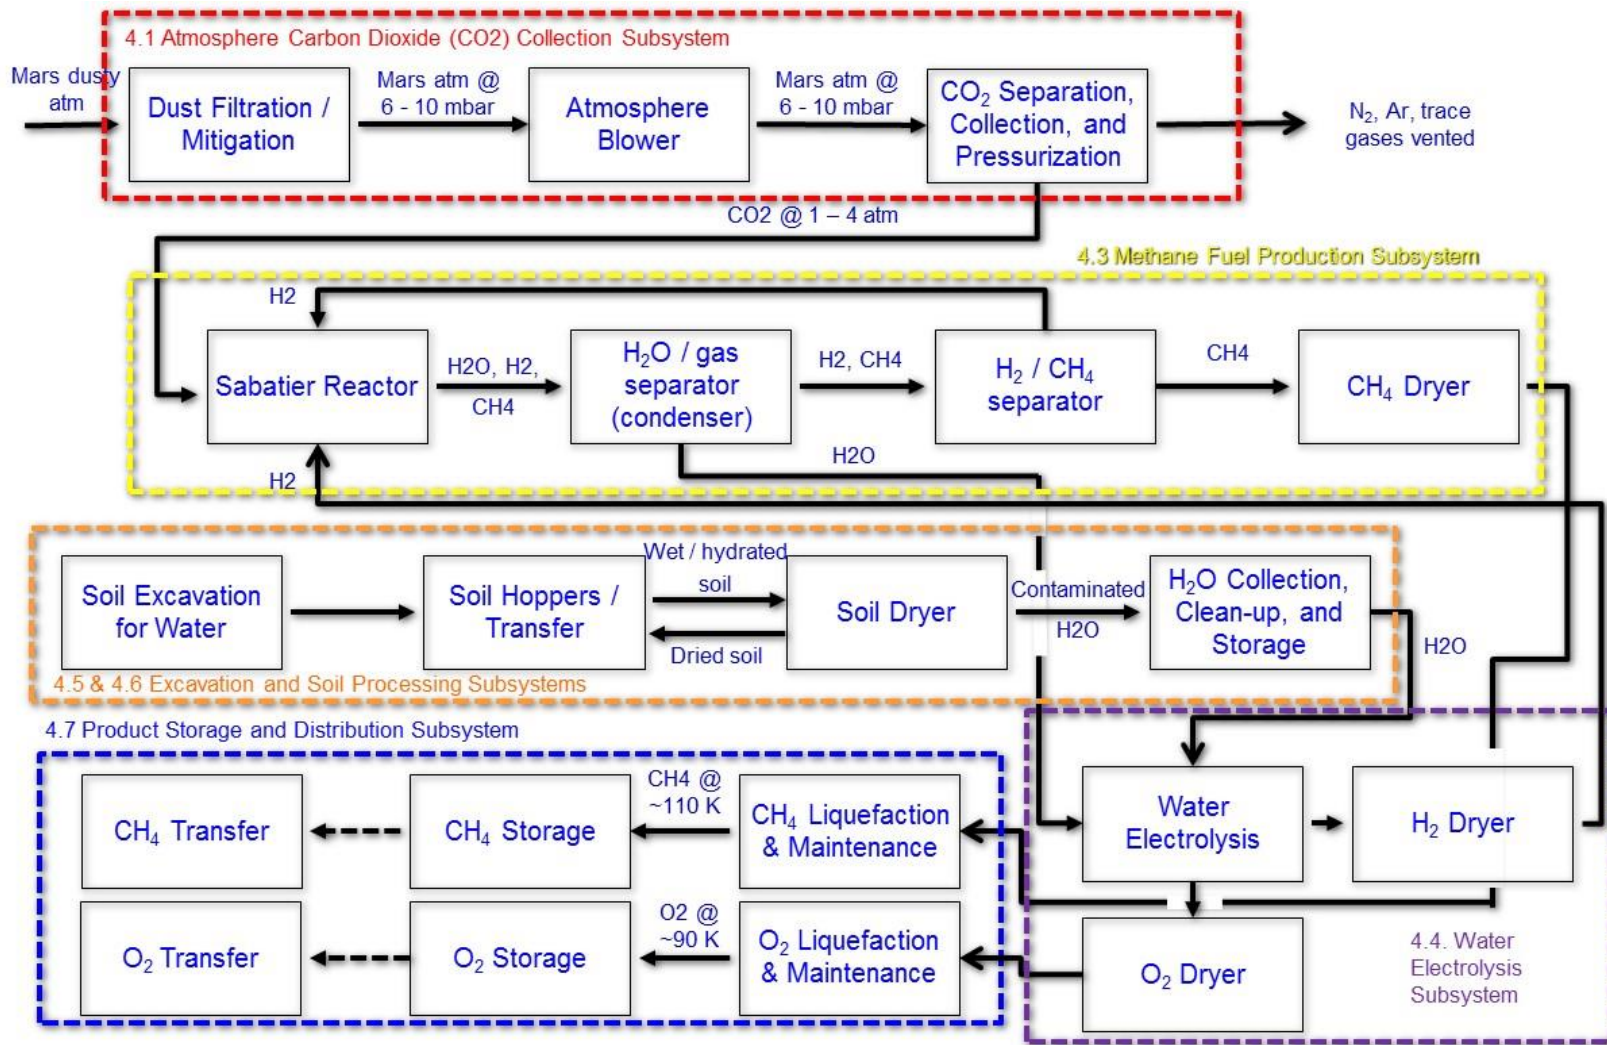 4.1 Atmosphere Carbon Dioxide (CO2) Collection Subsystem
Mars dusty
atm
Dust Filtration /
Mitigation
Mars atm @
6 - 10 mbar
Atmosphere
Blower
Mars atm @
6 - 10 mbar
CO₂ Separation,
Collection, and
Pressurization
N₂, Ar, trace
gases vented
CO2 @ 1 – 4 atm
4.3 Methane Fuel Production Subsystem
H2
Sabatier Reactor
H2O, H2,
CH4
H₂O / gas
separator
(condenser)
H2, CH4
H₂ / CH₄
separator
CH4
CH₄ Dryer
H2O
H2
Soil Excavation
for Water
Soil Hoppers /
Transfer
Wet / hydrated
soil
Dried soil
Soil Dryer
Contaminated
H2O
H₂O Collection,
Clean-up, and
Storage
H2O
4.5 & 4.6 Excavation and Soil Processing Subsystems
4.7 Product Storage and Distribution Subsystem
CH₄ Transfer
CH₄ Storage
CH4 @
~110 K
CH₄ Liquefaction
& Maintenance
Water
Electrolysis
H₂ Dryer
O₂ Transfer
O₂ Storage
O2 @
~90 K
O₂ Liquefaction
& Maintenance
O₂ Dryer
4.4. Water
Electrolysis
Subsystem